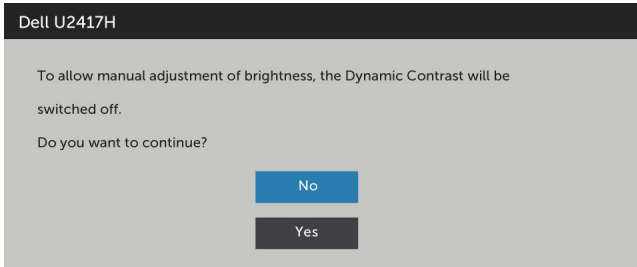 Dell U2417H
To allow manual adjustment of brightness, the Dynamic Contrast will be
switched off.
Do you want to continue?
No
Yes